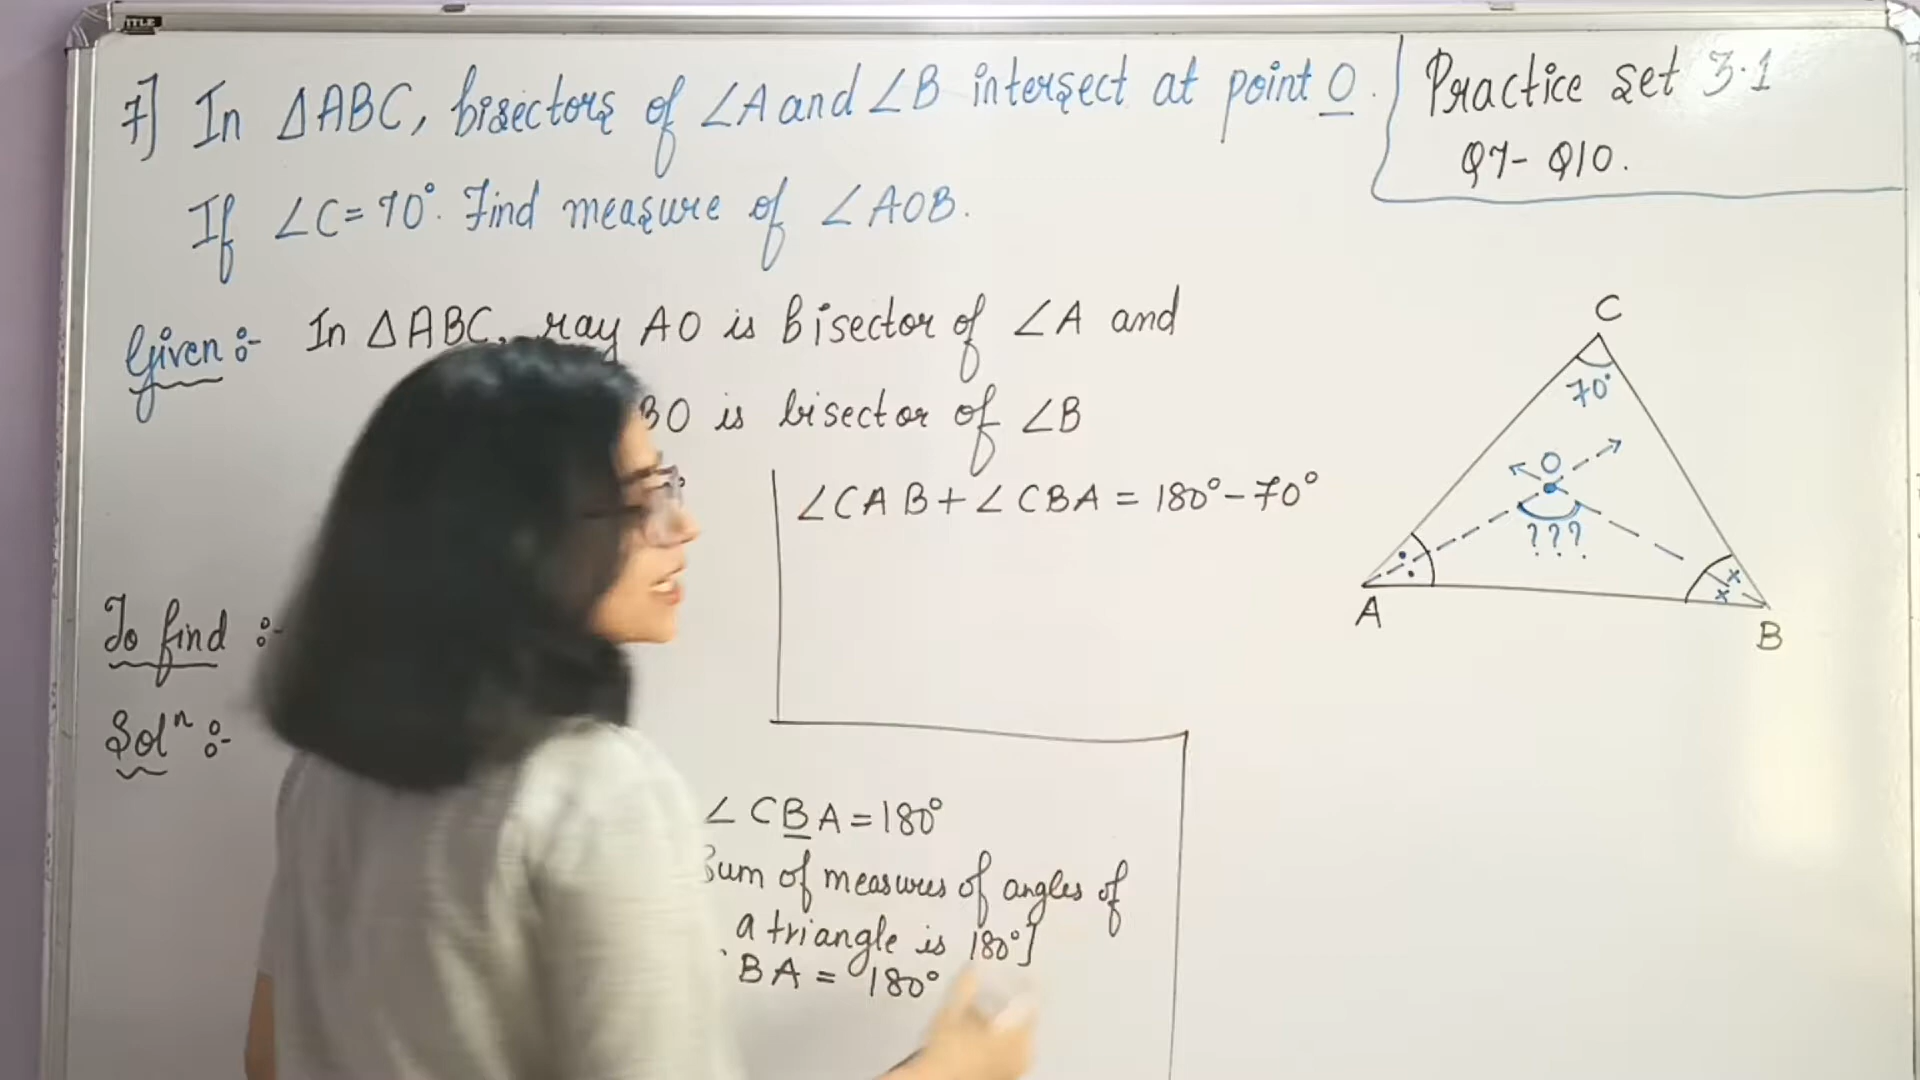 7] In △ABC, bisectors of ∠A and ∠B intersect at point O.
If ∠C = 70°. Find measure of ∠AOB.
Practice set 3.1
Q7- Q10.
Given :- In △ABC, ray AO is Bisector of ∠A and
BO is bisector of ∠B
∠CAB + ∠CBA = 180° - 70°
To find :-
Solⁿ :-
∠CBA = 180°
Sum of measures of angles of
a triangle is 180°]
BA = 180°
C
70°
O
???
A
B
x
x